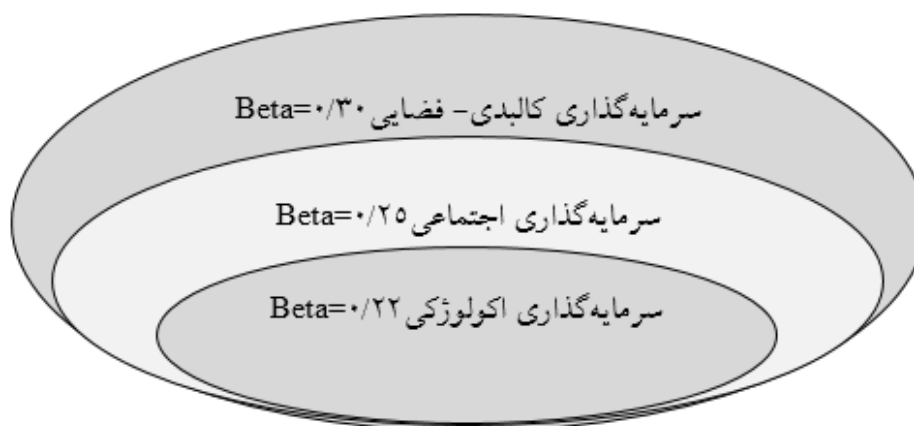 سرمایه‌گذاری کالبدی- فضایی Beta=۰/۳۰
سرمایه‌گذاری اجتماعی Beta=۰/۲۵
سرمایه‌گذاری اکولوژکی Beta=۰/۲۲